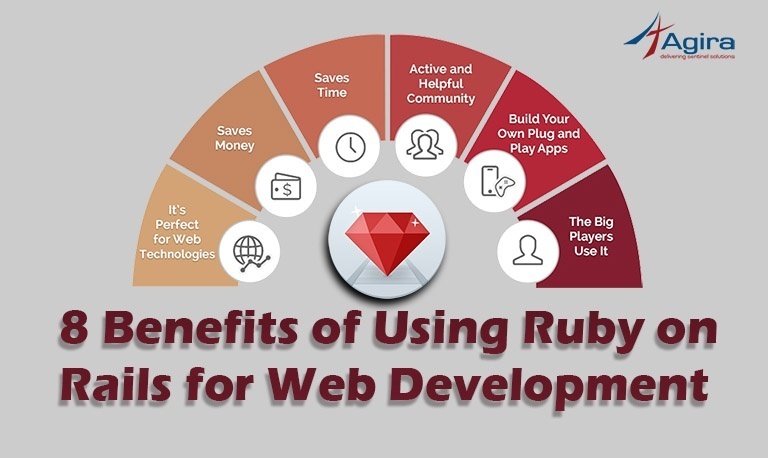 Agira
delivering sentinel solutions
It's
Perfect
for Web
Technologies
Saves
Money
$
Saves
Time
Active and
Helpful
Community
Build Your
Own Plug and
Play Apps
The Big
Players
Use It
8 Benefits of Using Ruby on
Rails for Web Development